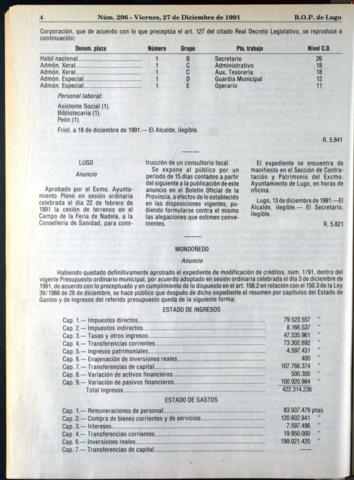 4 Núm. 296 - Viernes, 27 de Diciembre de 1991 B.O.P. de Lugo
Corporación, que de acuerdo con lo que preceptúa el art. 127 del citado Real Decreto Legislativo, se reproduce a
continuación:
Denom. plaza Número Grupo Pto. trabajo Nivel C.D.
Habil nacional 1 B Secretario 26
Admón. Xeral 1 C Administrativo 18
Admón. Xeral 1 C Aux. Tesorería 18
Admón. Especial 1 D Guardia Municipal 12
Admón. Especial 1 E Operario 11
Personal laboral:
Asistente Social (1).
Bibliotecaria (1).
Peón (1).
Friol, a 18 de diciembre de 1991.— El Alcalde, ilegible.
R. 5.841
LUGO
Anuncio
Aprobado por el Exmo. Ayunta-
miento Pleno en sesión ordinaria
celebrada el día 22 de febrero de
1991 la cesión de terrenos en el
Campo de la Feria de Nadela, a la
Consellería de Sanidad, para cons-
trucción de un consultorio local.
Se expone al público por un
período de 15 días contados a partir
del siguiente a la publicación de este
anuncio en el Boletín Oficial de la
Provincia, a efectos de lo establecido
en las disposiciones vigentes, pu-
diendo formularse contra el mismo
las alegaciones que estimen conve-
nientes.
El expediente se encuentra de
manifiesto en la Sección de Contra-
tación y Patrimonio del Excmo.
Ayuntamiento de Lugo, en horas de
oficina.
Lugo, 13 de diciembre de 1991.—El
Alcalde, ilegible.— El Secretario,
ilegible.
R. 5.821
MONDOÑEDO
Anuncio
Habiendo quedado definitivamente aprobado el expediente de modificación de créditos, núm. 1/91, dentro del
vigente Presupuesto ordinario municipal, por acuerdo adoptado en sesión ordinaria celebrada el día 3 de diciembre de
1991, de acuerdo con lo preceptuado y en cumplimiento de lo dispuesto en el art. 158.2 en relación con el 150.3 de la Ley
39/1988 de 28 de diciembre, se hace público que después de dicho expediente el resumen por capítulos del Estado de
Gastos y de Ingresos del referido presupuesto queda de la siguiente forma:
ESTADO DE INGRESOS
Cap. 1.— Impuestos directos 79.523.557 "
Cap. 2.— Impuestos indirectos 8.166.537 "
Cap. 3.— Tasas y otros ingresos 47.535.961 "
Cap. 4.— Transferencias corrientes 73.302.692 "
Cap. 5.— Ingresos patrimoniales 4.597.431 "
Cap. 6.— Enajenación de inversiones reales 400 "
Cap. 7.— Transferencias de capital 107.766.374 "
Cap. 8.— Variación de activos financieros 500.300 "
Cap. 9.— Variación de pasivos financieros 100.920.984 "
Total ingresos 422.314.236 "
ESTADO DE GASTOS
Cap. 1.— Remuneraciones de personal 83.937.479 ptas.
Cap. 2.— Compra de bienes corrientes y de servicios 120.602.841 "
Cap. 3.— Intereses 7.597.496 "
Cap. 4.— Transferencias corrientes 19.950.000 "
Cap. 6.— Inversiones reales 199.021.420 "
Cap. 7.— Transferencias de capital —